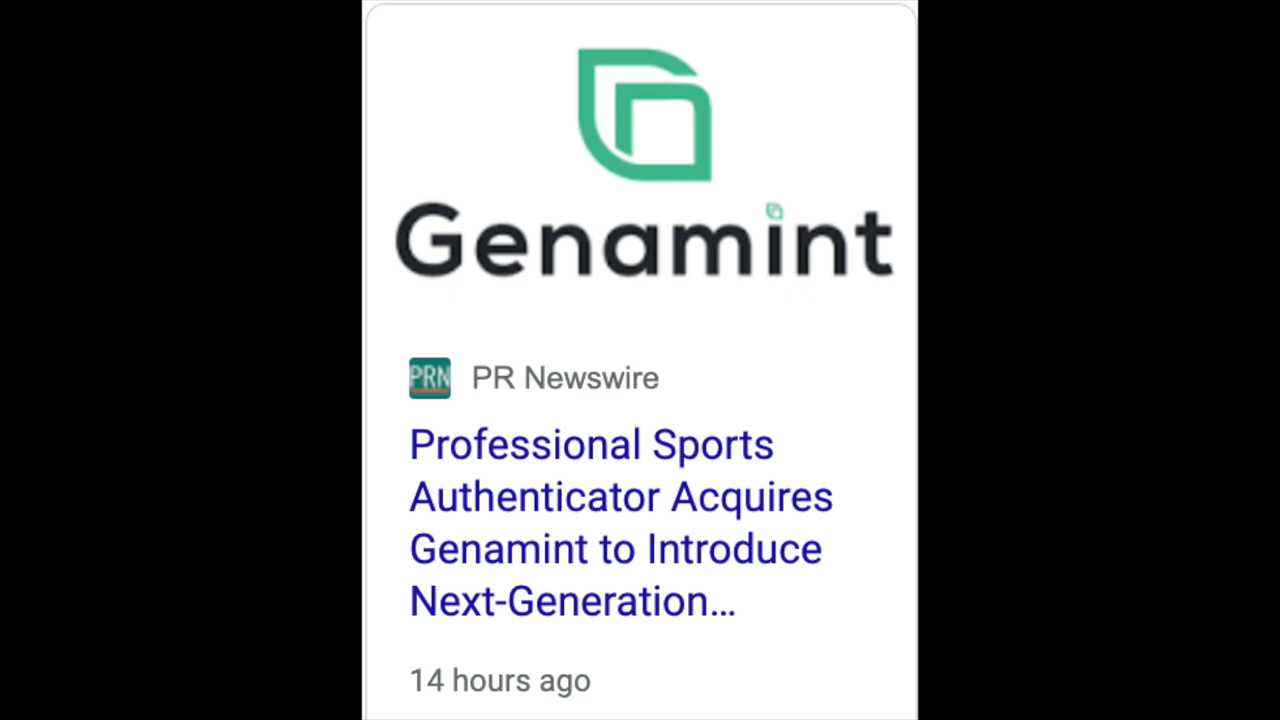 Genamint
PRN
PR Newswire
Professional Sports
Authenticator Acquires
Genamint to Introduce
Next-Generation...
14 hours ago